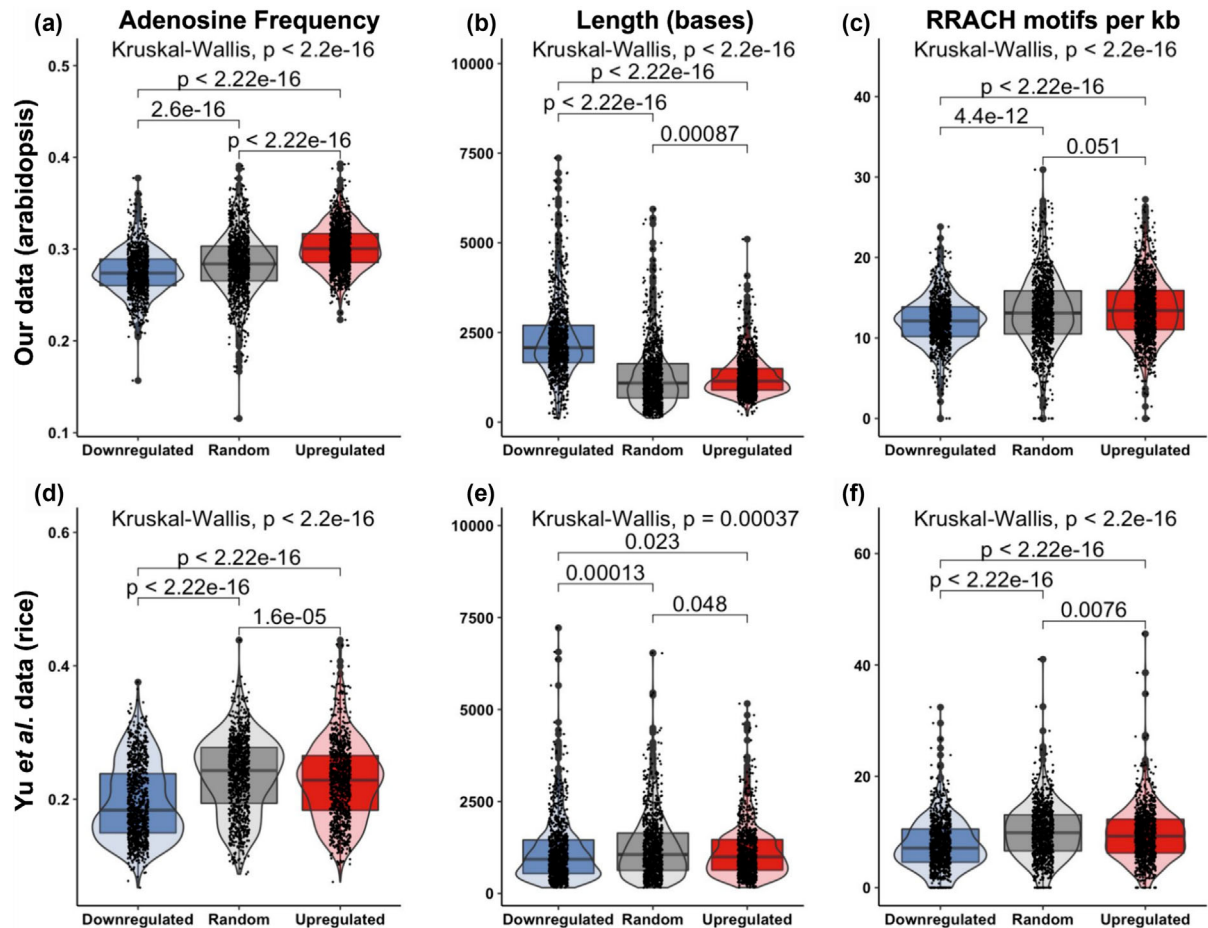 Adenosine Frequency
Length (bases)
RRACH motifs per kb
Our data (arabidopsis)
(a)
Kruskal-Wallis, p < 2.2e-16
p < 2.22e-16
2.6e-16
p < 2.22e-16
0.5
0.4
0.3
0.2
0.1
Downregulated Random Upregulated
(b)
Kruskal-Wallis, p < 2.2e-16
p < 2.22e-16
p < 2.22e-16
0.00087
10000
7500
5000
2500
0
Downregulated Random Upregulated
(c)
Kruskal-Wallis, p < 2.2e-16
p < 2.22e-16
4.4e-12
0.051
40
30
20
10
0
Downregulated Random Upregulated
Yu et al. data (rice)
(d)
Kruskal-Wallis, p < 2.2e-16
p < 2.22e-16
p < 2.22e-16
1.6e-05
0.6
0.4
0.2
Downregulated Random Upregulated
(e)
Kruskal-Wallis, p = 0.00037
0.023
0.00013
0.048
10000
7500
5000
2500
0
Downregulated Random Upregulated
(f)
Kruskal-Wallis, p < 2.2e-16
p < 2.22e-16
p < 2.22e-16
0.0076
60
40
20
0
Downregulated Random Upregulated